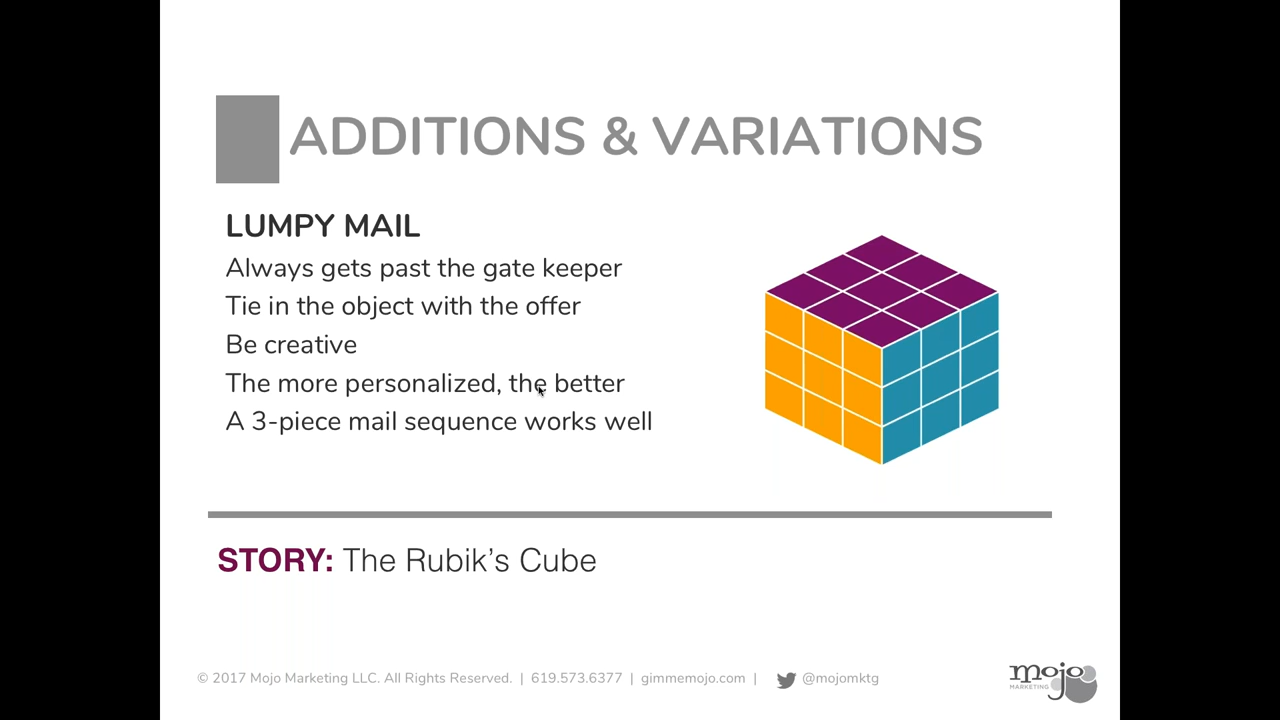 ADDITIONS & VARIATIONS
LUMPY MAIL
Always gets past the gate keeper
Tie in the object with the offer
Be creative
The more personalized, the better
A 3-piece mail sequence works well
STORY: The Rubik's Cube
© 2017 Mojo Marketing LLC. All Rights Reserved. | 619.573.6377 | gimmemojo.com | @mojomktg
mojo
MARKETING